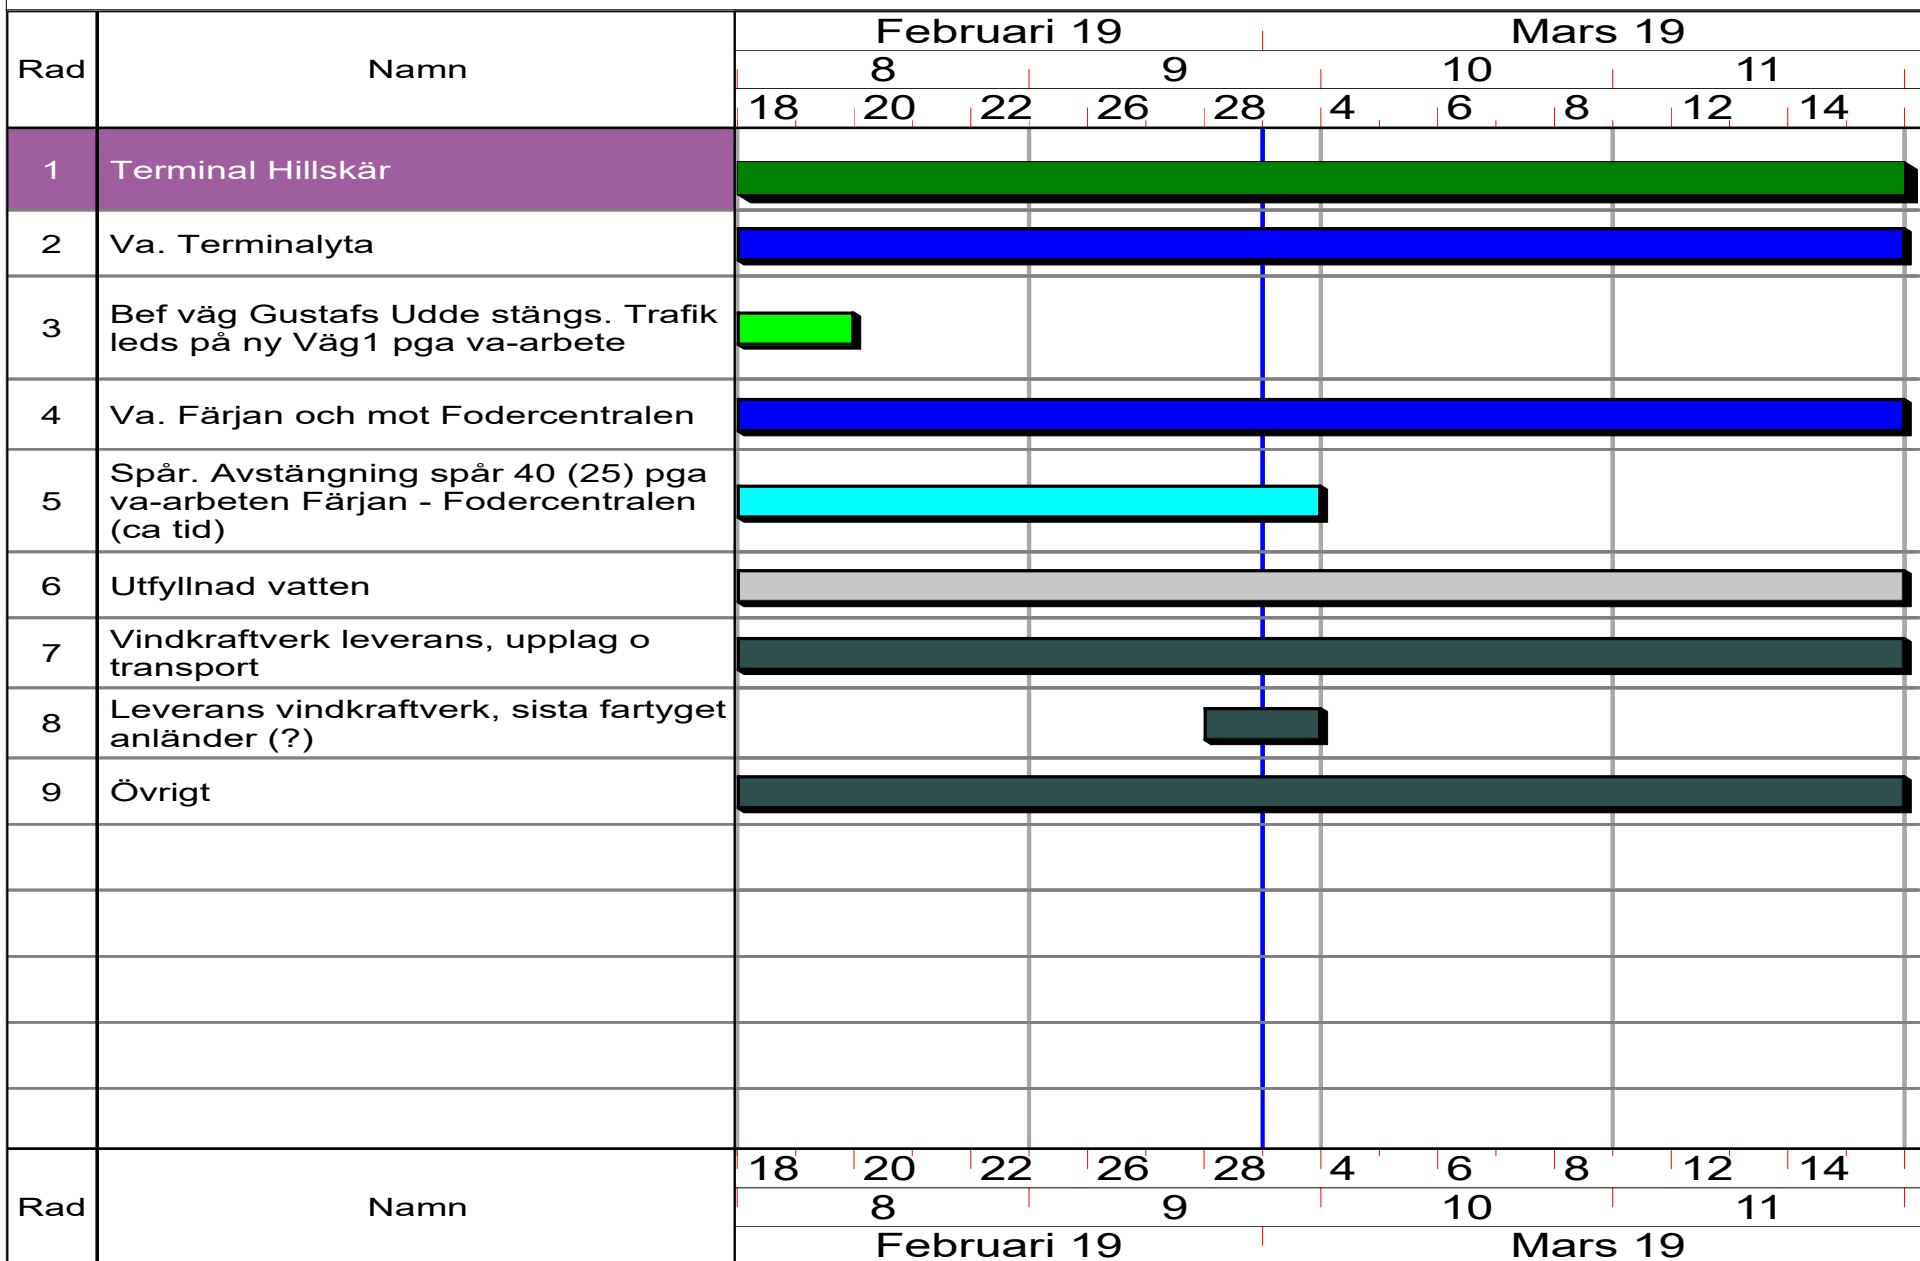 Februari 19 Mars 19
Rad Namn 8 9 10 11
18 20 22 26 28 4 6 8 12 14
1 Terminal Hillskär
2 Va. Terminalyta
3 Bef väg Gustafs Udde stängs. Trafik
leds på ny Väg1 pga va-arbete
4 Va. Färjan och mot Fodercentralen
5 Spår. Avstängning spår 40 (25) pga
va-arbeten Färjan - Fodercentralen
(ca tid)
6 Utfyllnad vatten
7 Vindkraftverk leverans, upplag o
transport
8 Leverans vindkraftverk, sista fartyget
anländer (?)
9 Övrigt
18 20 22 26 28 4 6 8 12 14
Rad Namn 8 9 10 11
Februari 19 Mars 19